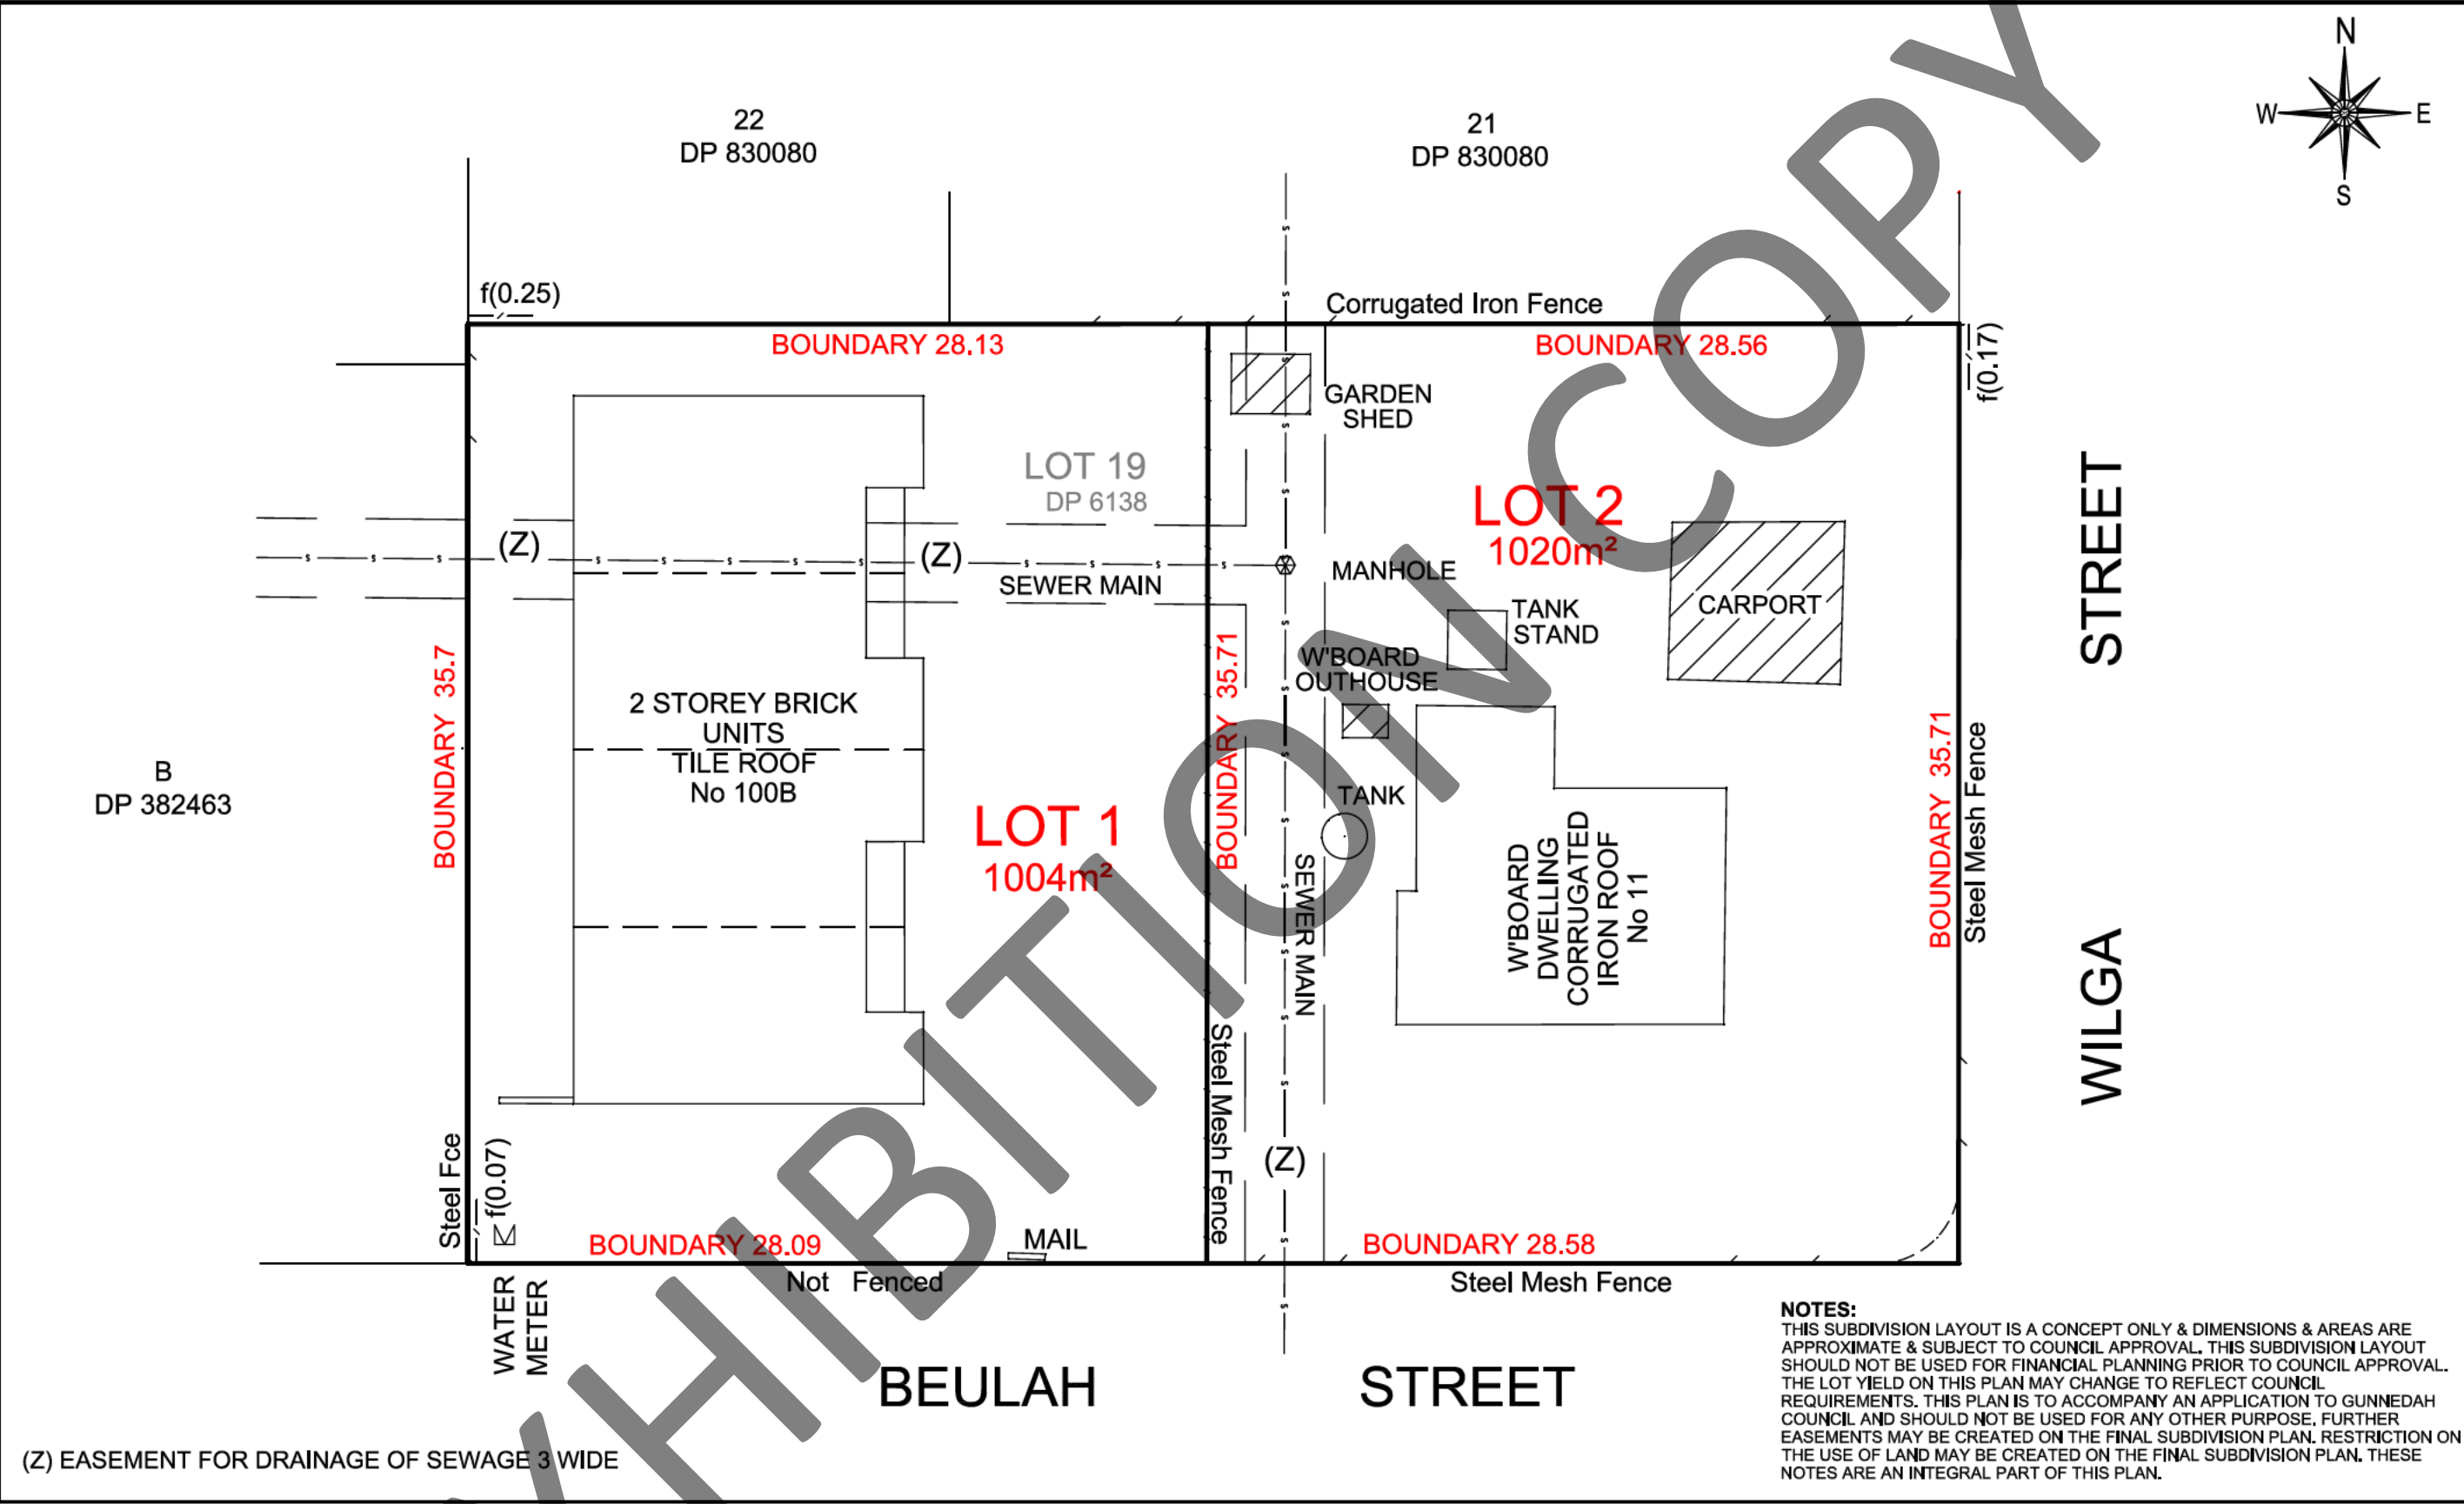 N
W
E
S
22
DP 830080
21
DP 830080
f(0.25)
Corrugated Iron Fence
BOUNDARY 28.13
BOUNDARY 28.56
f(0.17)
GARDEN
SHED
LOT 19
DP 6138
LOT 2
1020m²
STREET
(Z)
(Z)
SEWER MAIN
MANHOLE
TANK
STAND
CARPORT
W'BOARD
OUTHOUSE
BOUNDARY 35.7
2 STOREY BRICK
UNITS
TILE ROOF
No 100B
BOUNDARY 35.71
B
DP 382463
TANK
LOT 1
1004m²
SEWER MAIN
W'BOARD
DWELLING
CORRUGATED
IRON ROOF
No 11
BOUNDARY 35.71
Steel Mesh Fence
WILGA
Steel Mesh Fence
Steel Fce
f(0.07)
(Z)
BOUNDARY 28.09
MAIL
BOUNDARY 28.58
Not Fenced
Steel Mesh Fence
WATER
METER
BEULAH STREET
NOTES:
THIS SUBDIVISION LAYOUT IS A CONCEPT ONLY & DIMENSIONS & AREAS ARE
APPROXIMATE & SUBJECT TO COUNCIL APPROVAL. THIS SUBDIVISION LAYOUT
SHOULD NOT BE USED FOR FINANCIAL PLANNING PRIOR TO COUNCIL APPROVAL.
THE LOT YIELD ON THIS PLAN MAY CHANGE TO REFLECT COUNCIL
REQUIREMENTS. THIS PLAN IS TO ACCOMPANY AN APPLICATION TO GUNNEDAH
COUNCIL AND SHOULD NOT BE USED FOR ANY OTHER PURPOSE. FURTHER
EASEMENTS MAY BE CREATED ON THE FINAL SUBDIVISION PLAN. RESTRICTION ON
THE USE OF LAND MAY BE CREATED ON THE FINAL SUBDIVISION PLAN. THESE
NOTES ARE AN INTEGRAL PART OF THIS PLAN.
(Z) EASEMENT FOR DRAINAGE OF SEWAGE 3 WIDE
XHIBITION COPY